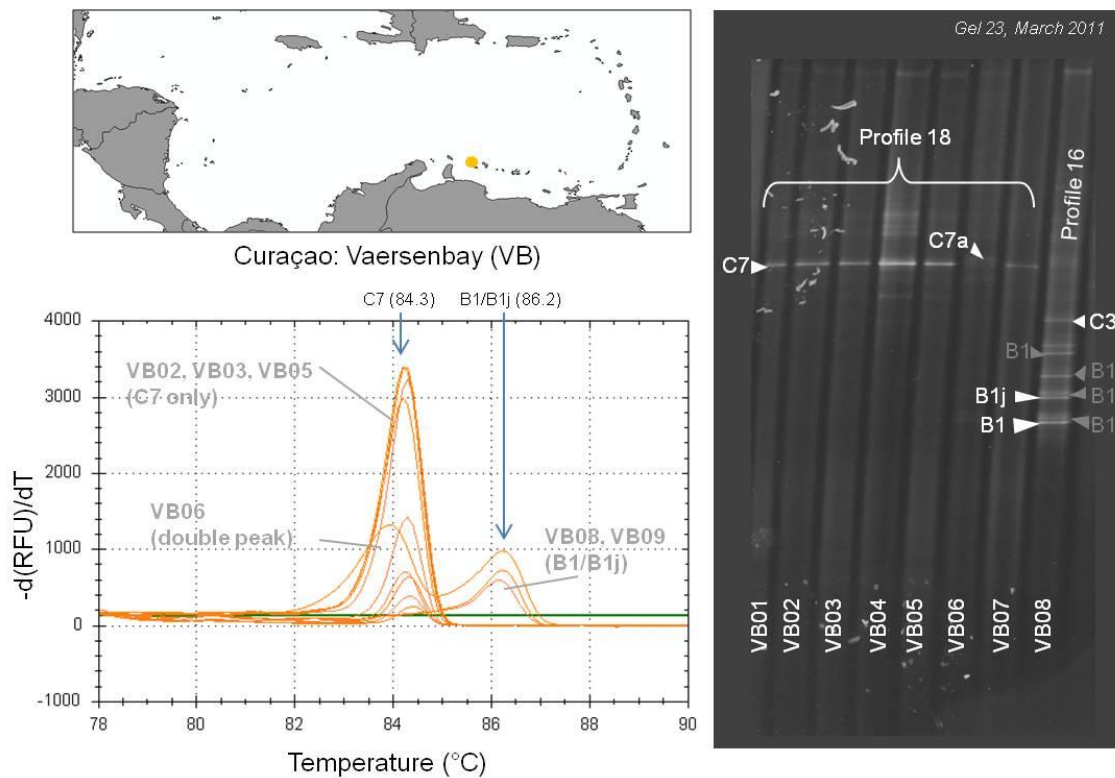 Curaçao: Vaersenbay (VB)
C7 (84.3)
B1/B1j (86.2)
4000
3000
2000
1000
0
-1000
-d(RFU)/dT
VB02, VB03, VB05
(C7 only)
VB06
(double peak)
VB08, VB09
(B1/B1j)
78
80
82
84
86
88
90
Temperature (°C)
Gel 23, March 2011
Profile 18
Profile 16
C7
C7a
C3
B1
B1
B1j
B1
B1
B1
VB01
VB02
VB03
VB04
VB05
VB06
VB07
VB08